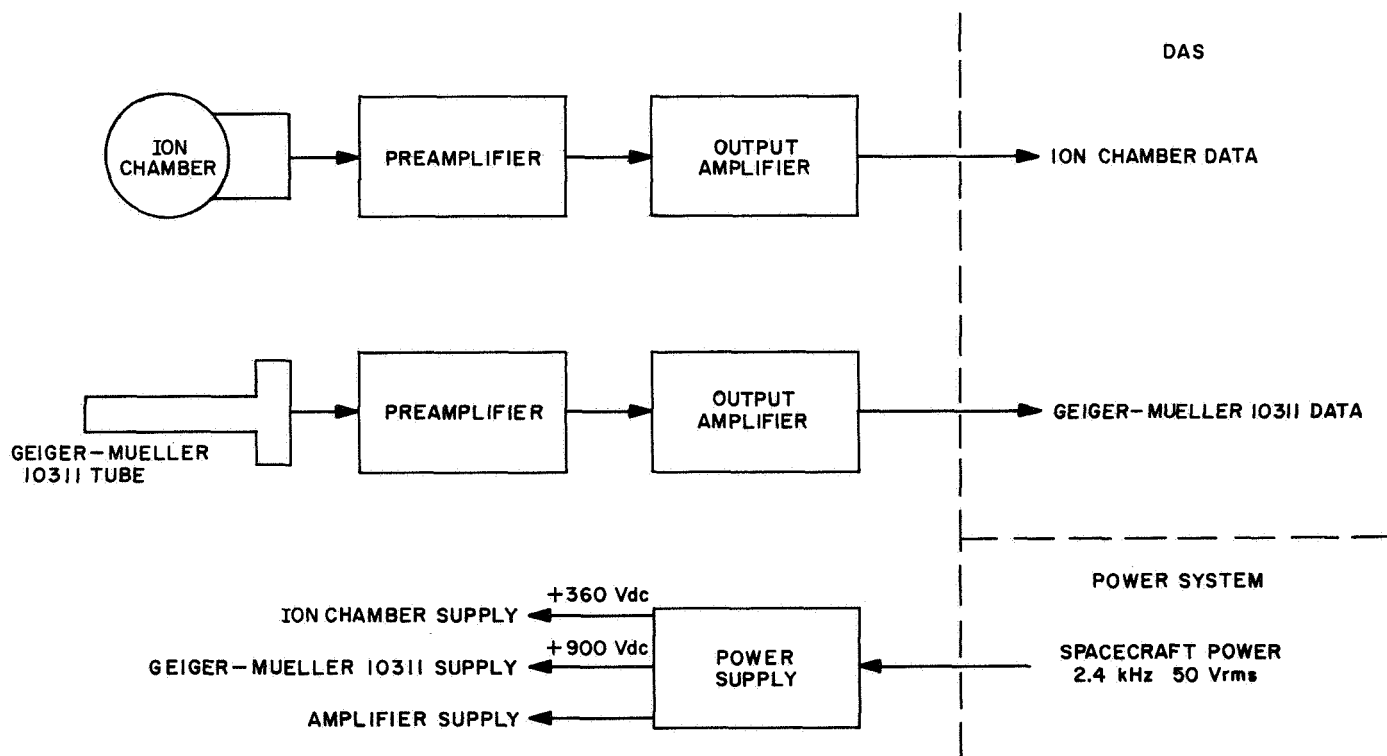 DAS
ION
CHAMBER
PREAMPLIFIER
OUTPUT
AMPLIFIER
ION CHAMBER DATA
GEIGER-MUELLER
10311 TUBE
PREAMPLIFIER
OUTPUT
AMPLIFIER
GEIGER-MUELLER 10311 DATA
POWER SYSTEM
ION CHAMBER SUPPLY
+360 Vdc
GEIGER-MUELLER 10311 SUPPLY
+900 Vdc
AMPLIFIER SUPPLY
POWER
SUPPLY
SPACECRAFT POWER
2.4 kHz 50 Vrms